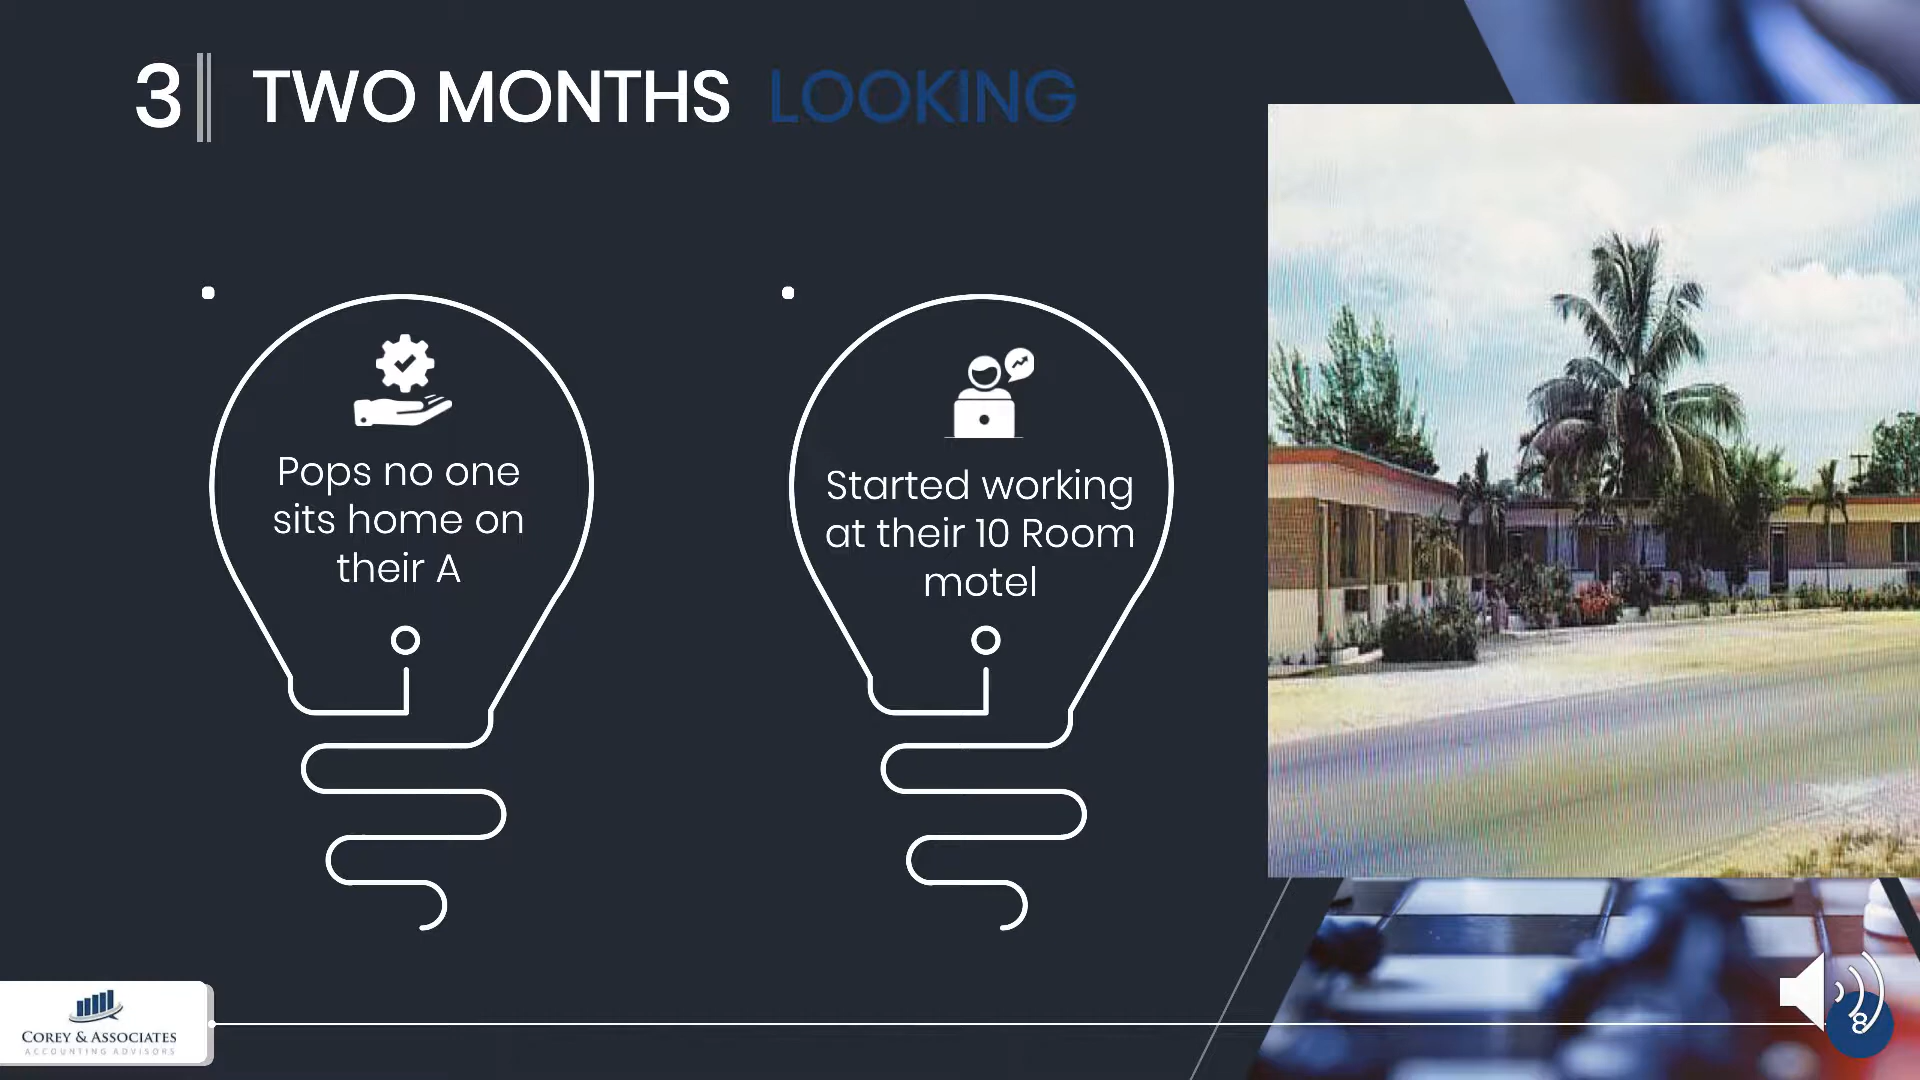 3 TWO MONTHS LOOKING
Pops no one
sits home on
their A
Started working
at their 10 Room
motel
COREY & ASSOCIATES
ACCOUNTING ADVISORS
8